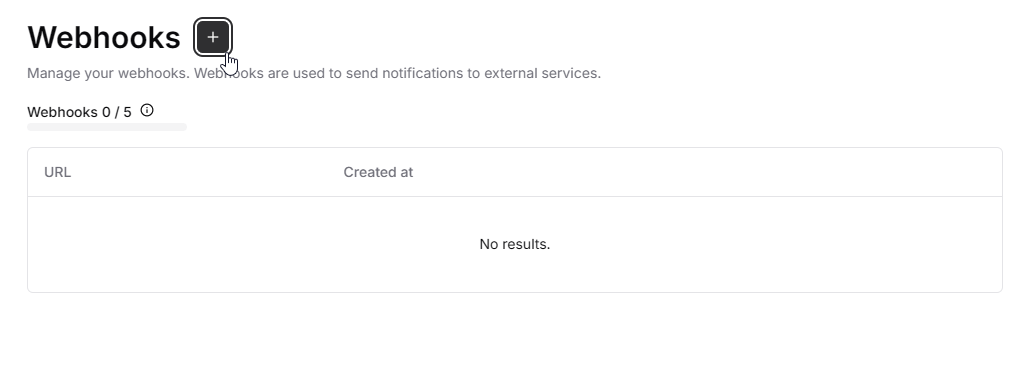 Webhooks
Manage your webhooks. Webhooks are used to send notifications to external services.
Webhooks 0 / 5
URL Created at
No results.